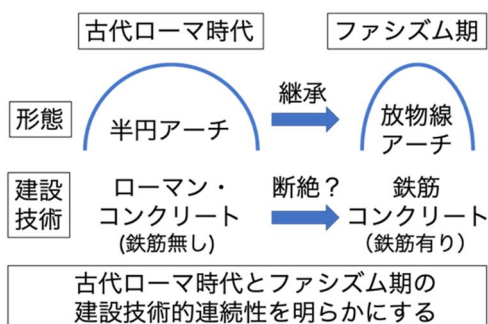 古代ローマ時代
ファシズム期
形態
半円アーチ
継承
放物線
アーチ
建設
技術
ローマン・
コンクリート
(鉄筋無し)
断絶？
鉄筋
コンクリート
（鉄筋有り）
古代ローマ時代とファシズム期の
建設技術的連続性を明らかにする